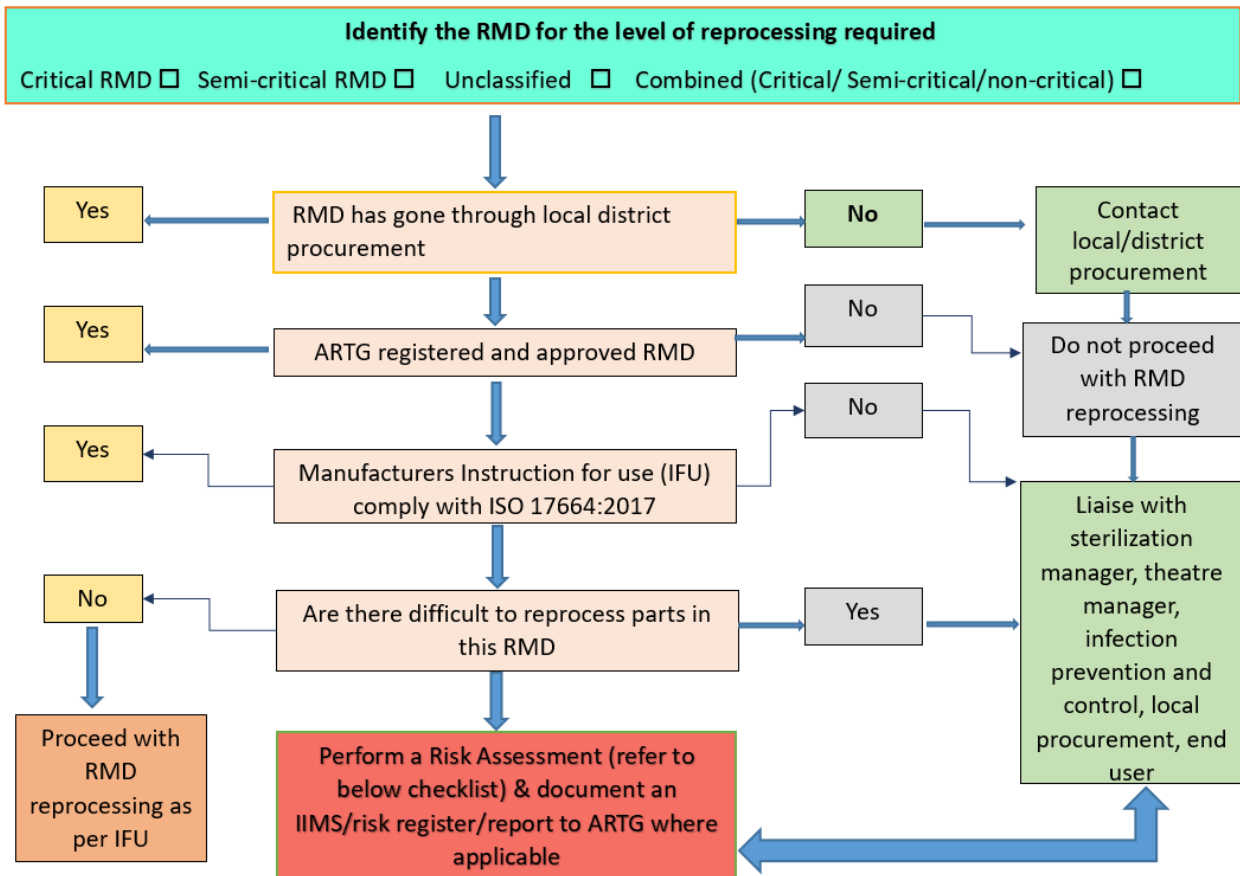 Identify the RMD for the level of reprocessing required
Critical RMD ☐ Semi-critical RMD ☐ Unclassified ☐ Combined (Critical/ Semi-critical/non-critical) ☐
Yes
RMD has gone through local district
procurement
No
Contact
local/district
procurement
Yes
ARTG registered and approved RMD
No
Do not proceed
with RMD
reprocessing
Yes
Manufacturers Instruction for use (IFU)
comply with ISO 17664:2017
No
Liaise with
sterilization
manager, theatre
manager,
infection
prevention and
control, local
procurement, end
user
No
Are there difficult to reprocess parts in
this RMD
Yes
Proceed with
RMD
reprocessing as
per IFU
Perform a Risk Assessment (refer to
below checklist) & document an
IIMS/risk register/report to ARTG where
applicable